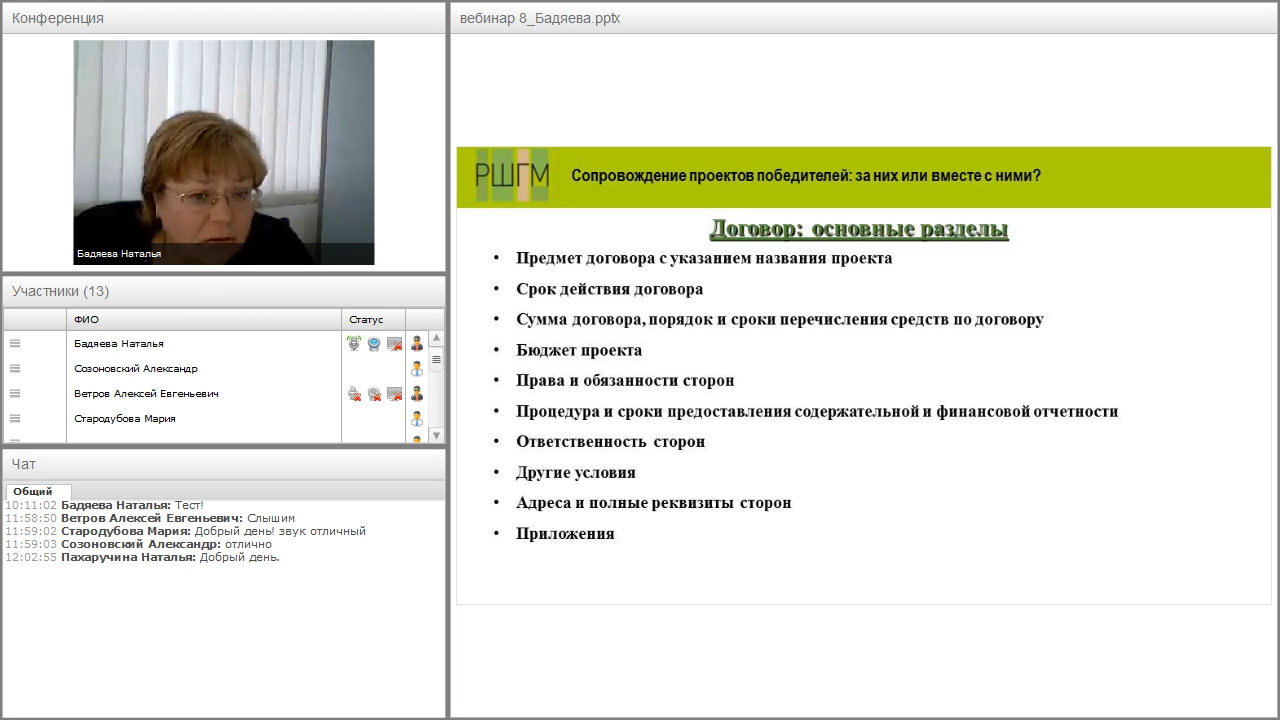 Конференция
Бадяева Наталья
Участники (13)
ФИО
Статус
Бадяева Наталья
Созоновский Александр
Ветров Алексей Евгеньевич
Стародубова Мария
Чат
Общий
10:11:02 Бадяева Наталья: Тест!
11:58:50 Ветров Алексей Евгеньевич: Слышим
11:59:02 Стародубова Мария: Добрый день! звук отличный
11:59:03 Созоновский Александр: отлично
12:02:55 Пахаручина Наталья: Добрый день.
вебинар 8_Бадяева.pptx
РШГМ
Сопровождение проектов победителей: за них или вместе с ними?
Договор: основные разделы
• Предмет договора с указанием названия проекта
• Срок действия договора
• Сумма договора, порядок и сроки перечисления средств по договору
• Бюджет проекта
• Права и обязанности сторон
• Процедура и сроки предоставления содержательной и финансовой отчетности
• Ответственность сторон
• Другие условия
• Адреса и полные реквизиты сторон
• Приложения